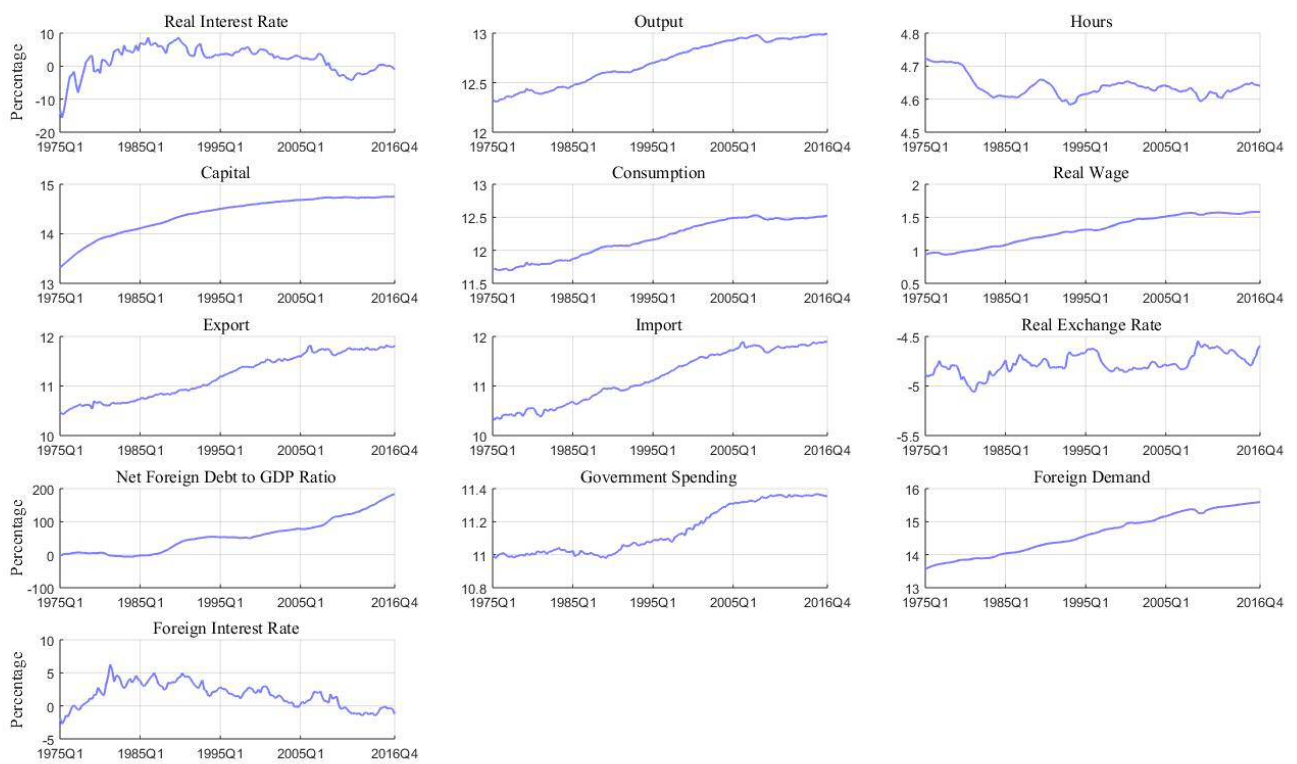 Real Interest Rate
Output
Hours
Percentage
10
0
-10
-20
1975Q1 1985Q1 1995Q1 2005Q1 2016Q4
13
12.5
12
1975Q1 1985Q1 1995Q1 2005Q1 2016Q4
4.8
4.7
4.6
4.5
1975Q1 1985Q1 1995Q1 2005Q1 2016Q4
Capital
Consumption
Real Wage
15
14
13
1975Q1 1985Q1 1995Q1 2005Q1 2016Q4
13
12.5
12
11.5
1975Q1 1985Q1 1995Q1 2005Q1 2016Q4
2
1.5
1
0.5
1975Q1 1985Q1 1995Q1 2005Q1 2016Q4
Export
Import
Real Exchange Rate
12
11
10
1975Q1 1985Q1 1995Q1 2005Q1 2016Q4
12
11
10
1975Q1 1985Q1 1995Q1 2005Q1 2016Q4
-4.5
-5
-5.5
1975Q1 1985Q1 1995Q1 2005Q1 2016Q4
Net Foreign Debt to GDP Ratio
Government Spending
Foreign Demand
Percentage
200
100
0
-100
1975Q1 1985Q1 1995Q1 2005Q1 2016Q4
11.4
11.2
11
10.8
1975Q1 1985Q1 1995Q1 2005Q1 2016Q4
16
15
14
13
1975Q1 1985Q1 1995Q1 2005Q1 2016Q4
Foreign Interest Rate
Percentage
10
5
0
-5
1975Q1 1985Q1 1995Q1 2005Q1 2016Q4